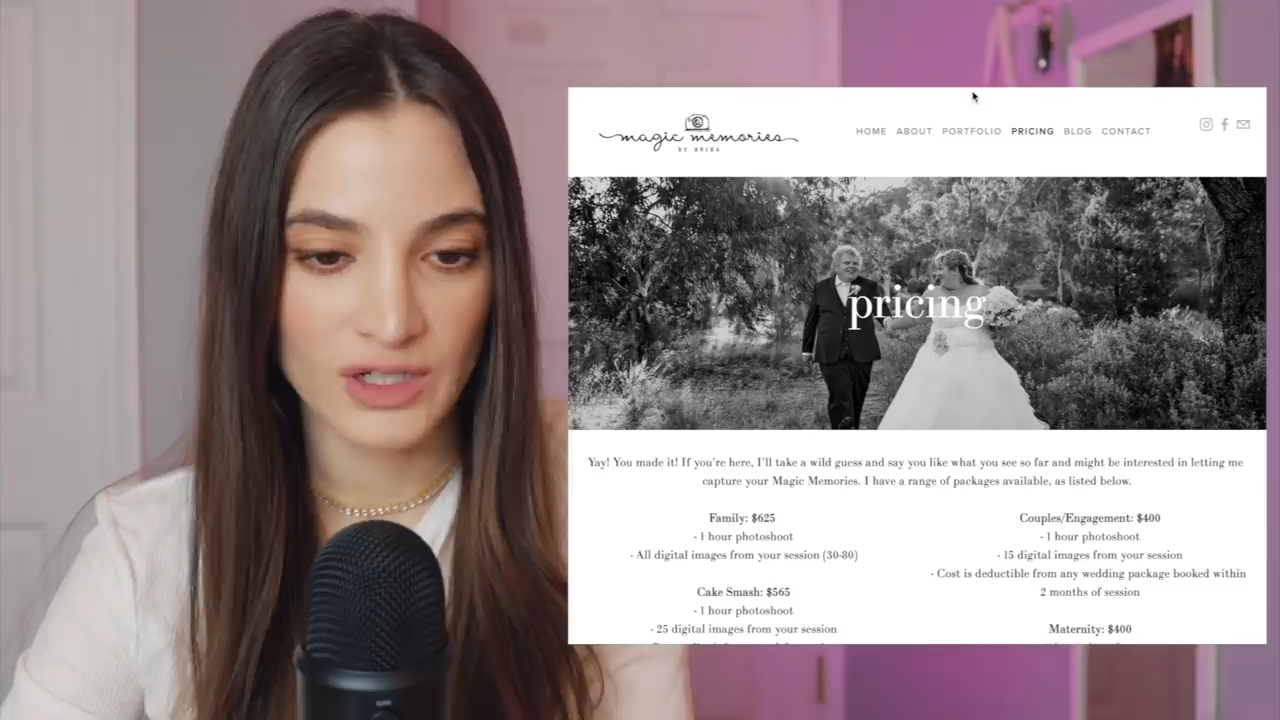 magic memories
BY ERIKA
HOME ABOUT PORTFOLIO PRICING BLOG CONTACT
pricing
Yay! You made it! If you're here, I'll take a wild guess and say you like what you see so far and might be interested in letting me
capture your Magic Memories. I have a range of packages available, as listed below.
Family: $625
- 1 hour photoshoot
- All digital images from your session (30-80)
Cake Smash: $565
- 1 hour photoshoot
- 25 digital images from your session
Couples/Engagement: $400
- 1 hour photoshoot
- 15 digital images from your session
- Cost is deductible from any wedding package booked within
2 months of session
Maternity: $400